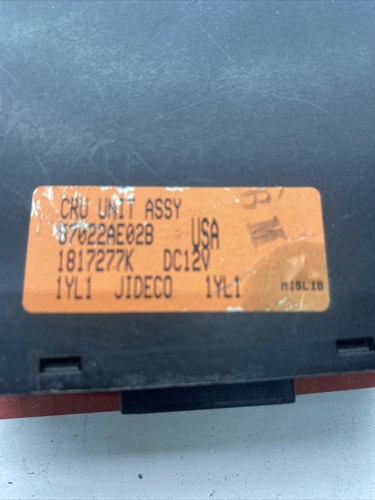 CRU UNIT ASSY
87022AE02B USA
1817277K DC12V
1YL1 JIDECO 1YL1
B M
MISLIB